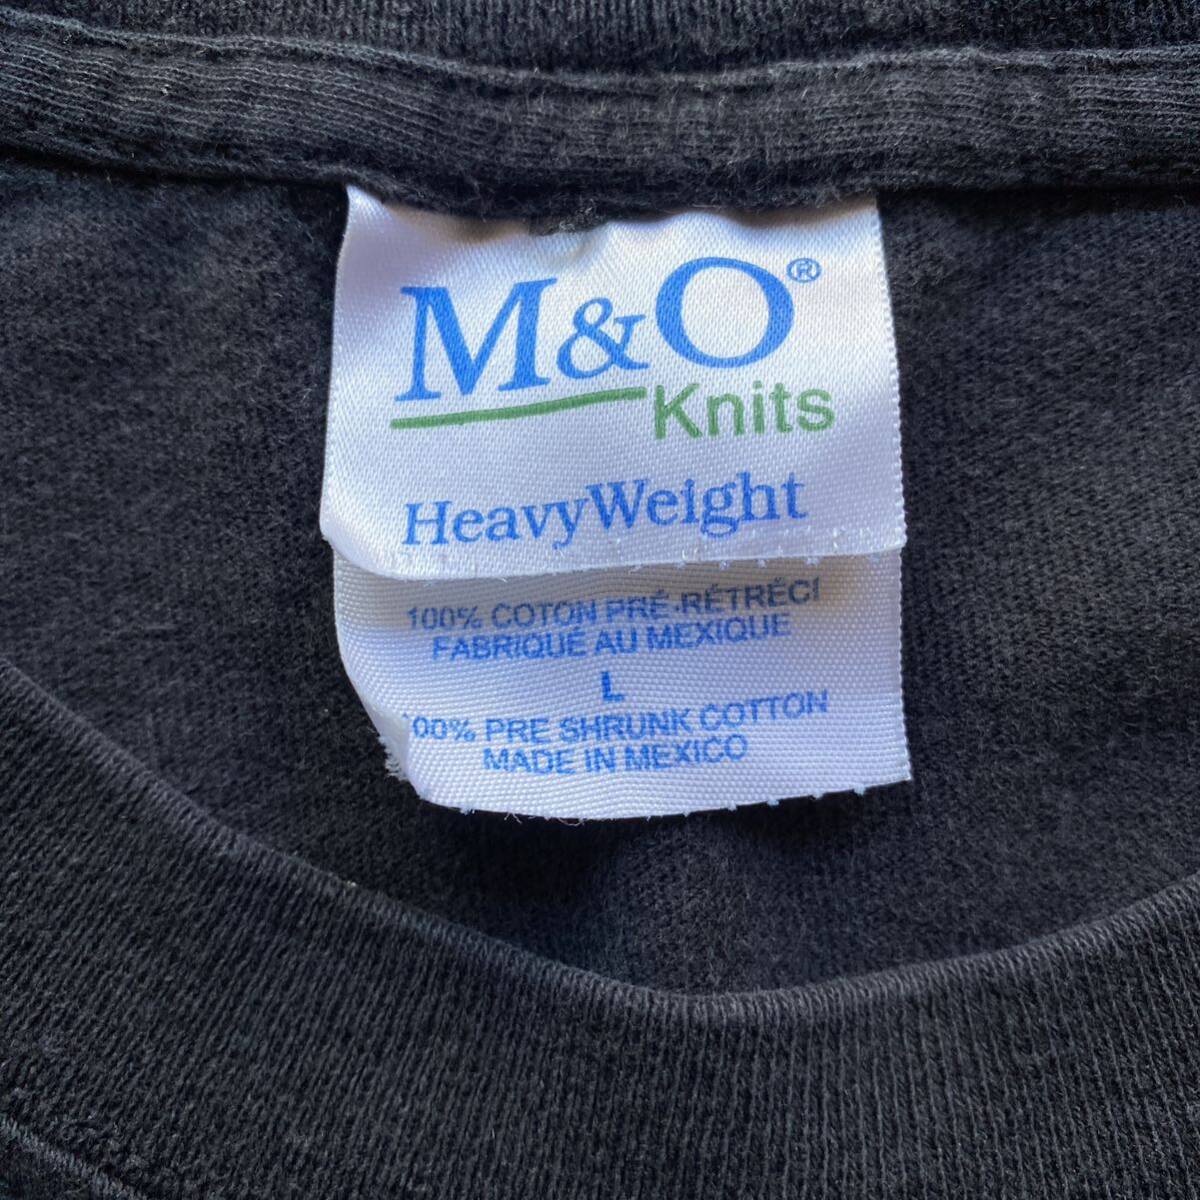 M&O®
Knits
HeavyWeight
100% COTON PRÉ-RÉTRÉCI
FABRIQUÉ AU MEXIQUE
L
100% PRE SHRUNK COTTON
MADE IN MEXICO